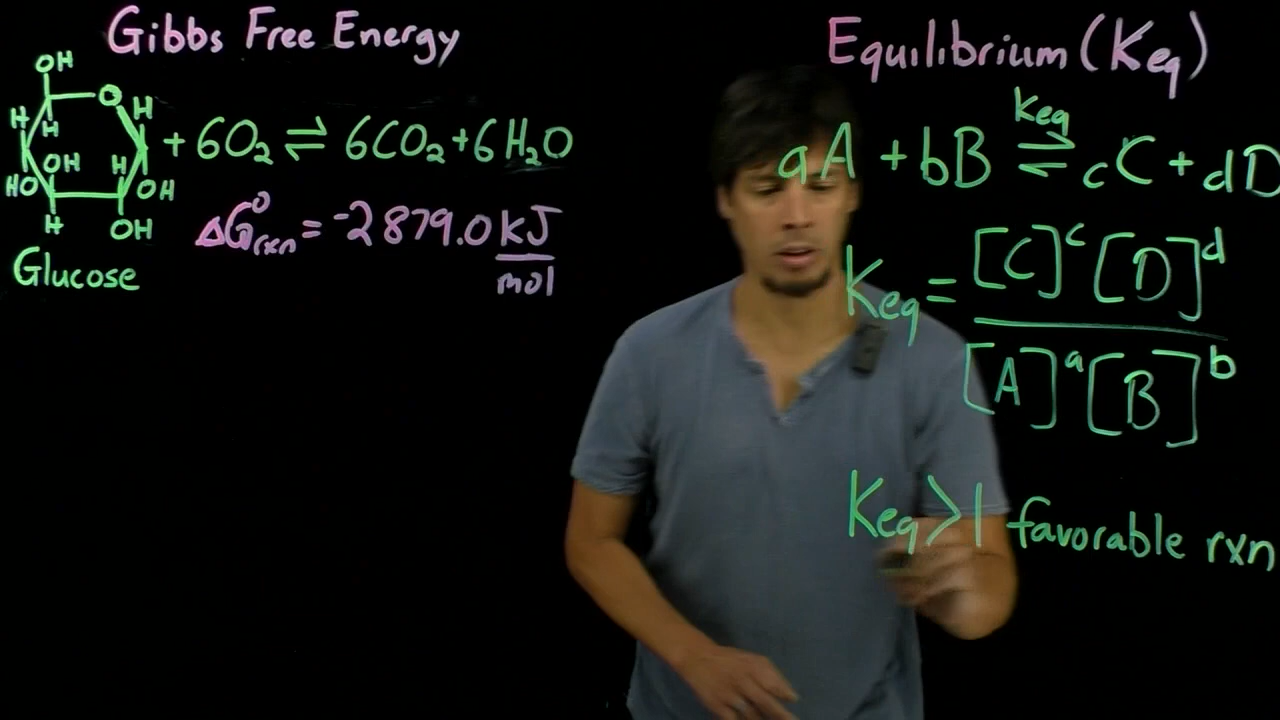 Gibbs Free Energy
OH
O
H
H
H
OH
H
HO
OH
H
OH
Glucose
+ 6O₂ ⇌ 6CO₂ + 6H₂O
ΔG°rxn = -2879.0 kJ
mol
Equilibrium (Keq)
Keq
aA + bB ⇌ cC + dD
Keq = [C]ᶜ [D]ᵈ
[A]ᵃ [B]ᵇ
Keq > 1 favorable rxn